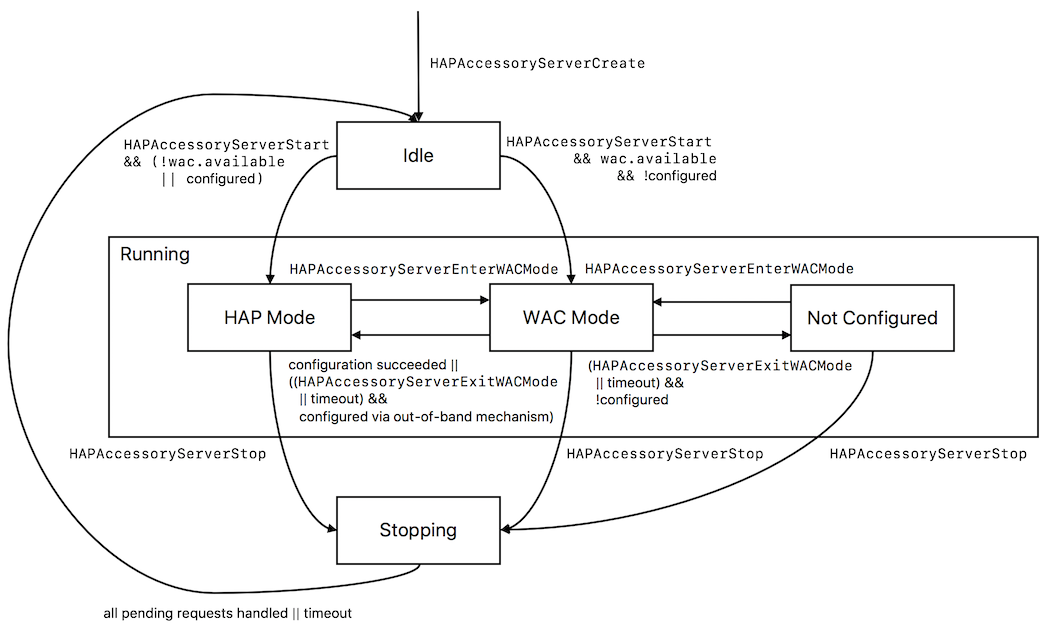 HAPAccessoryServerCreate
HAPAccessoryServerStart
&& (!wac.available
|| configured)
Idle
HAPAccessoryServerStart
&& wac.available
&& !configured
Running
HAPAccessoryServerEnterWACMode
HAPAccessoryServerEnterWACMode
HAP Mode
WAC Mode
Not Configured
configuration succeeded ||
((HAPAccessoryServerExitWACMode
|| timeout) &&
configured via out-of-band mechanism)
(HAPAccessoryServerExitWACMode
|| timeout) &&
!configured
HAPAccessoryServerStop
HAPAccessoryServerStop
HAPAccessoryServerStop
Stopping
all pending requests handled || timeout